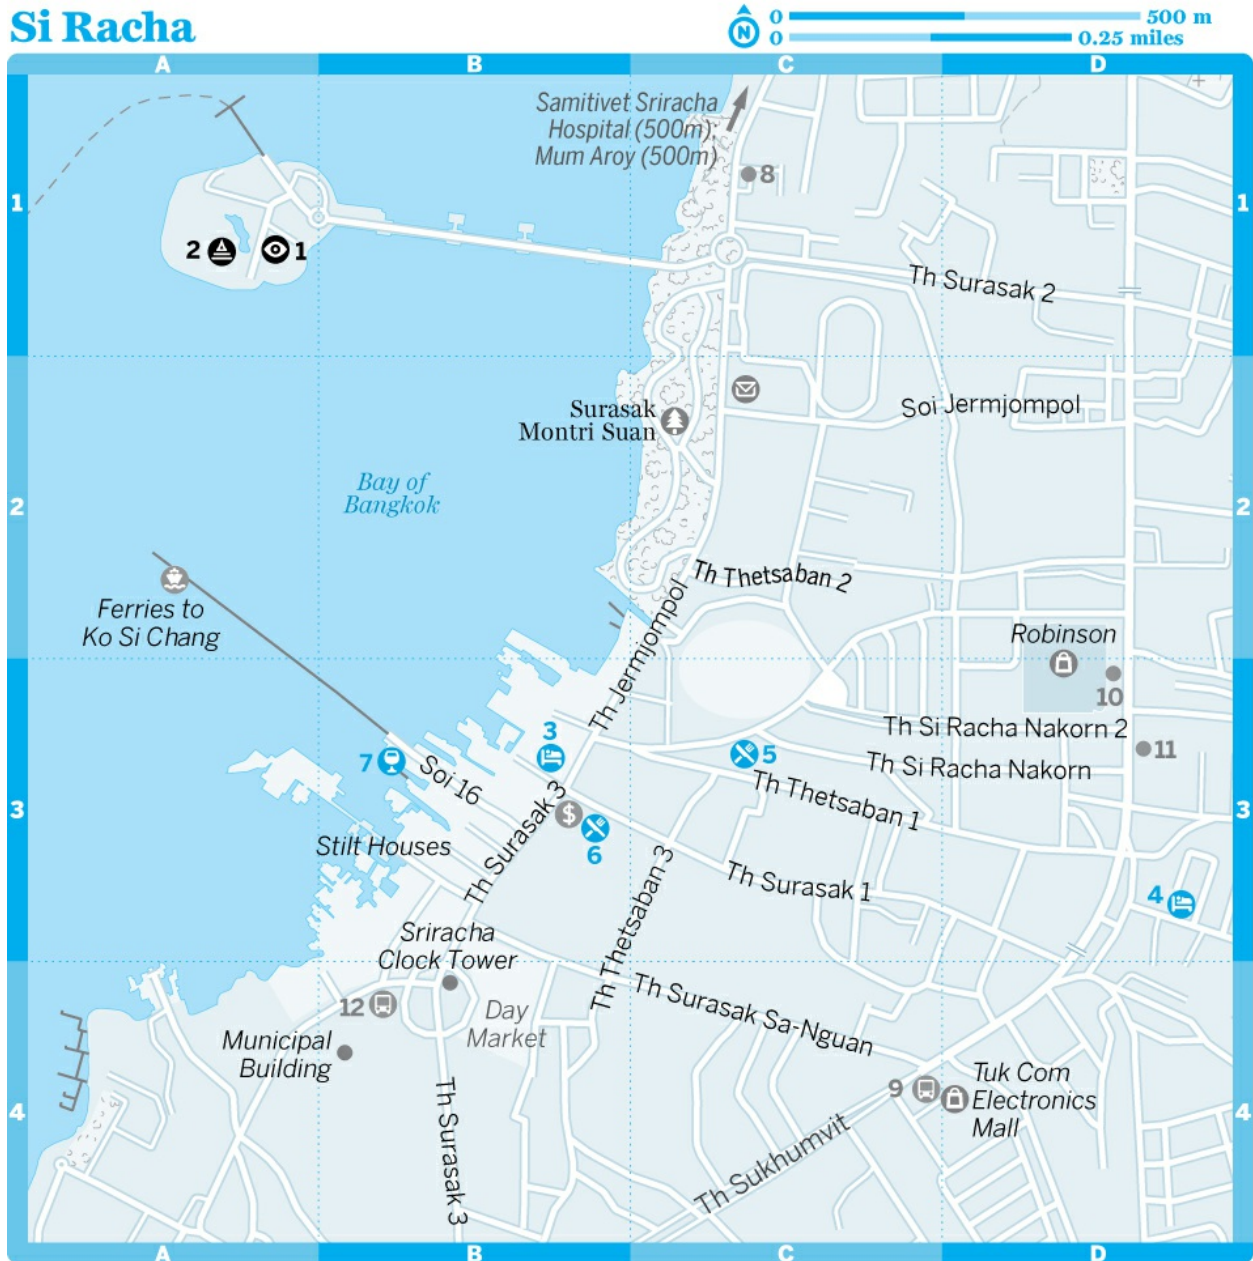 Si Racha
N
0
500 m
0
0.25 miles
A
B
C
D
Samitivet Sriracha
Hospital (500m);
Mum Aroy (500m)
8
1
1
2
1
Th Surasak 2
Surasak
Montri Suan
Soi Jermjompol
Bay of
Bangkok
2
2
Th Thetsaban 2
Ferries to
Ko Si Chang
Th Jermjompol
Robinson
10
3
5
7
Soi 16
Th Si Racha Nakorn 2
11
Th Si Racha Nakorn
Th Thetsaban 1
3
3
$
6
Stilt Houses
Th Surasak 3
Th Surasak 1
Th Thetsaban 3
4
Sriracha
Clock Tower
12
Day
Market
Th Surasak Sa-Nguan
Municipal
Building
9
Tuk Com
Electronics
Mall
4
4
Th Surasak 3
Th Sukhumvit
A
B
C
D